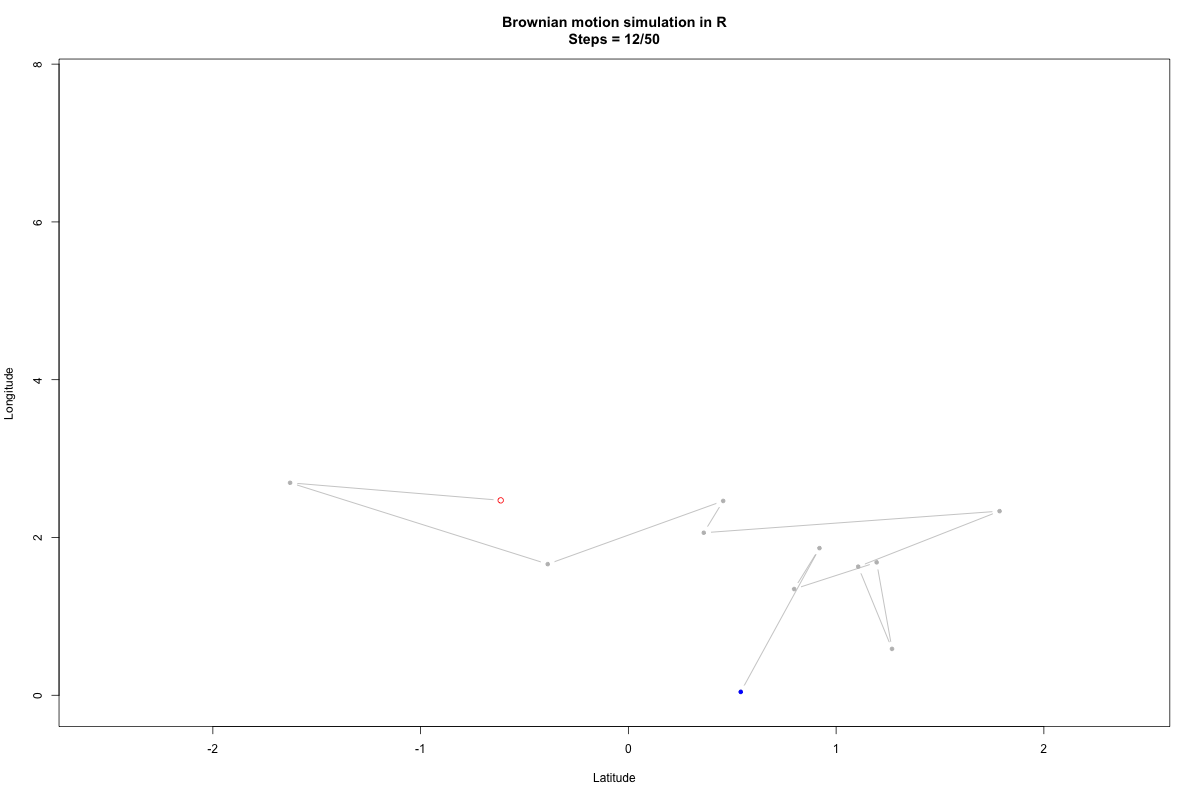 Brownian motion simulation in R
Steps = 12/50
8
6
4
2
0
Longitude
-2
-1
0
1
2
Latitude